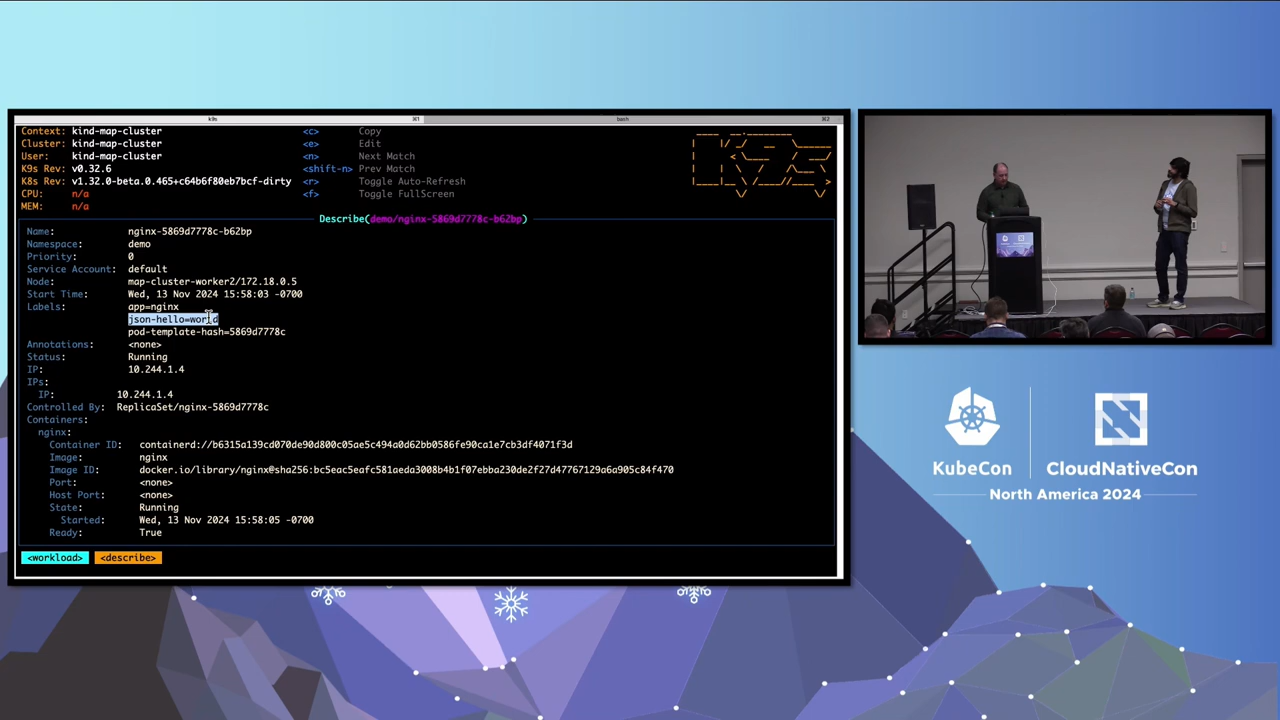 k9s ⌘1 bash ⌘2
Context: kind-map-cluster <c> Copy
Cluster: kind-map-cluster <e> Edit
User: kind-map-cluster <n> Next Match
K9s Rev: v0.32.6 <shift-n> Prev Match
K8s Rev: v1.32.0-beta.0.465+c64b6f80eb7bcf-dirty <r> Toggle Auto-Refresh
CPU: n/a <f> Toggle FullScreen
MEM: n/a
K9s
Describe(demo/nginx-5869d7778c-b62bp)
Name: nginx-5869d7778c-b62bp
Namespace: demo
Priority: 0
Service Account: default
Node: map-cluster-worker2/172.18.0.5
Start Time: Wed, 13 Nov 2024 15:58:03 -0700
Labels: app=nginx
json-hello=world
pod-template-hash=5869d7778c
Annotations: <none>
Status: Running
IP: 10.244.1.4
IPs:
IP: 10.244.1.4
Controlled By: ReplicaSet/nginx-5869d7778c
Containers:
nginx:
Container ID: containerd://b6315a139cd070de90d800c05ae5c494a0d62bb0586fe90ca1e7cb3df4071f3d
Image: nginx
Image ID: docker.io/library/nginx@sha256:bc5eac5eafc581aeda3008b4b1f07ebba230de2f27d47767129a6a905c84f470
Port: <none>
Host Port: <none>
State: Running
Started: Wed, 13 Nov 2024 15:58:05 -0700
Ready: True
<workload> <describe>
KubeCon CloudNativeCon
North America 2024